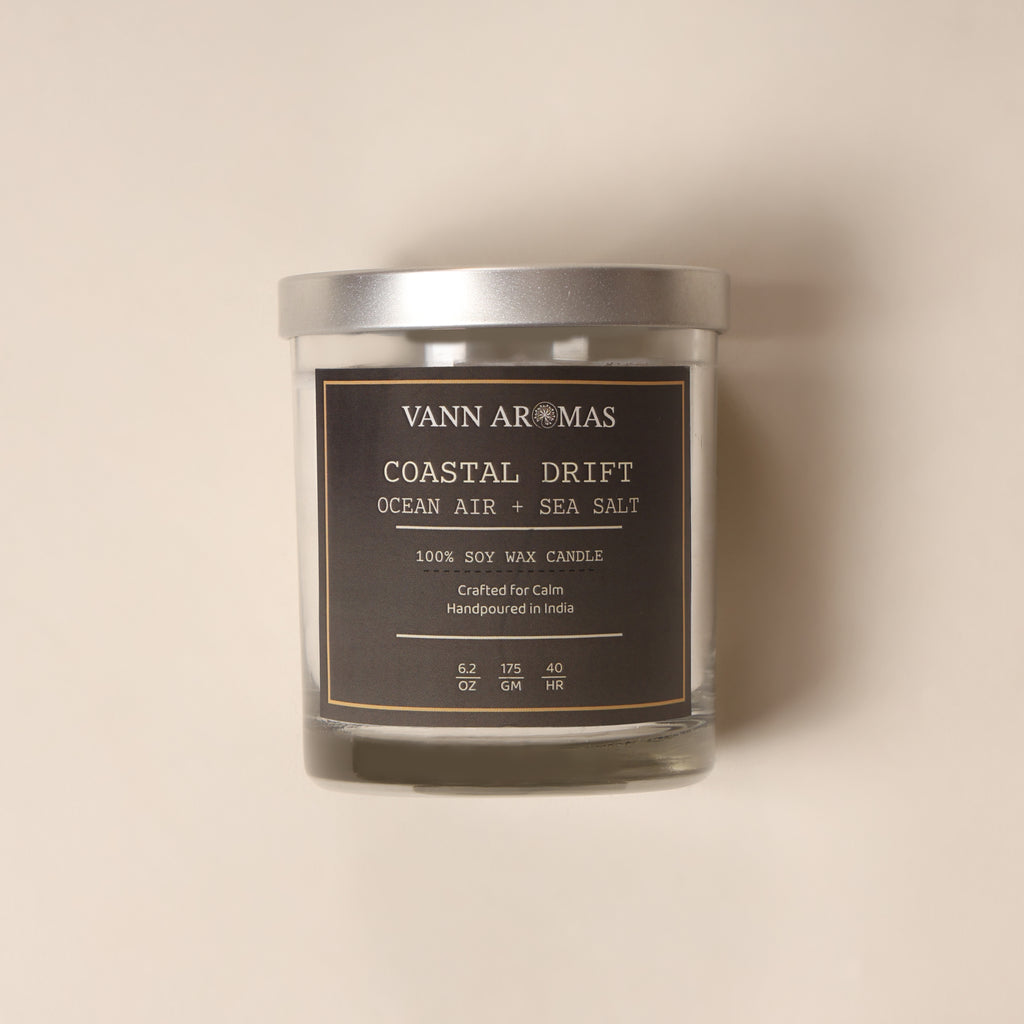 VANN AROMAS
COASTAL DRIFT
OCEAN AIR + SEA SALT
100% SOY WAX CANDLE
Crafted for Calm
Handpoured in India
6.2 175 40
OZ GM HR